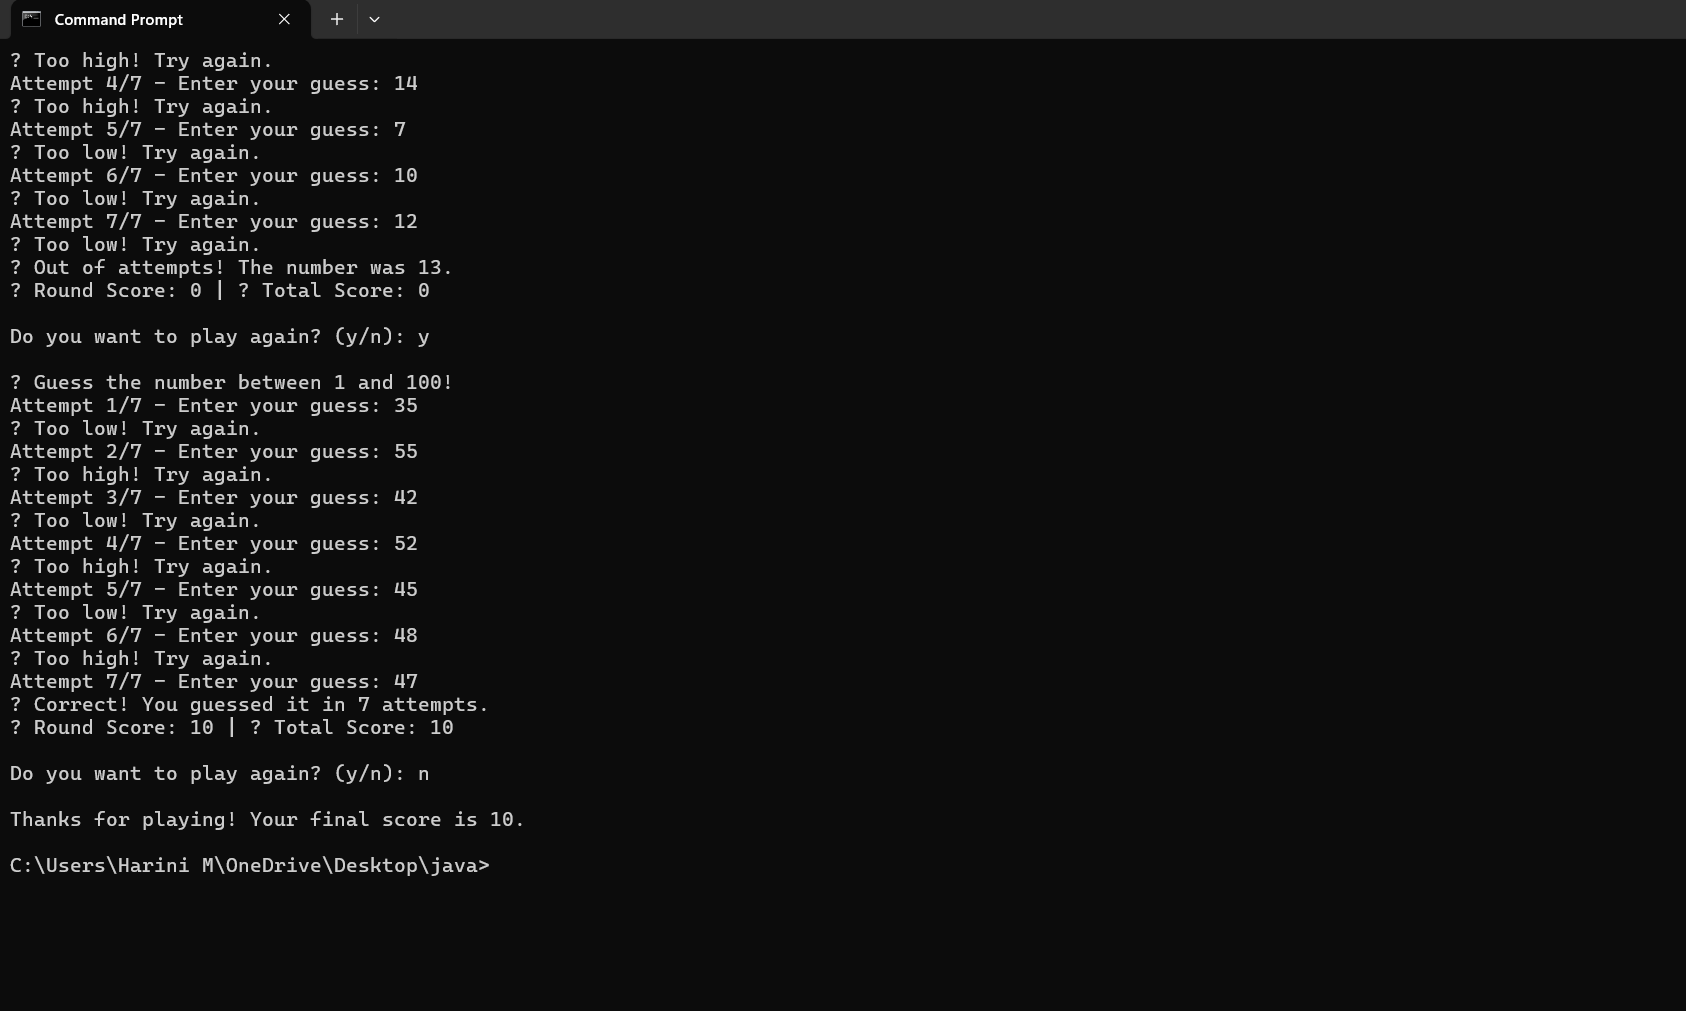 Command Prompt
? Too high! Try again.
Attempt 4/7 - Enter your guess: 14
? Too high! Try again.
Attempt 5/7 - Enter your guess: 7
? Too low! Try again.
Attempt 6/7 - Enter your guess: 10
? Too low! Try again.
Attempt 7/7 - Enter your guess: 12
? Too low! Try again.
? Out of attempts! The number was 13.
? Round Score: 0 | ? Total Score: 0
Do you want to play again? (y/n): y
? Guess the number between 1 and 100!
Attempt 1/7 - Enter your guess: 35
? Too low! Try again.
Attempt 2/7 - Enter your guess: 55
? Too high! Try again.
Attempt 3/7 - Enter your guess: 42
? Too low! Try again.
Attempt 4/7 - Enter your guess: 52
? Too high! Try again.
Attempt 5/7 - Enter your guess: 45
? Too low! Try again.
Attempt 6/7 - Enter your guess: 48
? Too high! Try again.
Attempt 7/7 - Enter your guess: 47
? Correct! You guessed it in 7 attempts.
? Round Score: 10 | ? Total Score: 10
Do you want to play again? (y/n): n
Thanks for playing! Your final score is 10.
C:\Users\Harini M\OneDrive\Desktop\java>